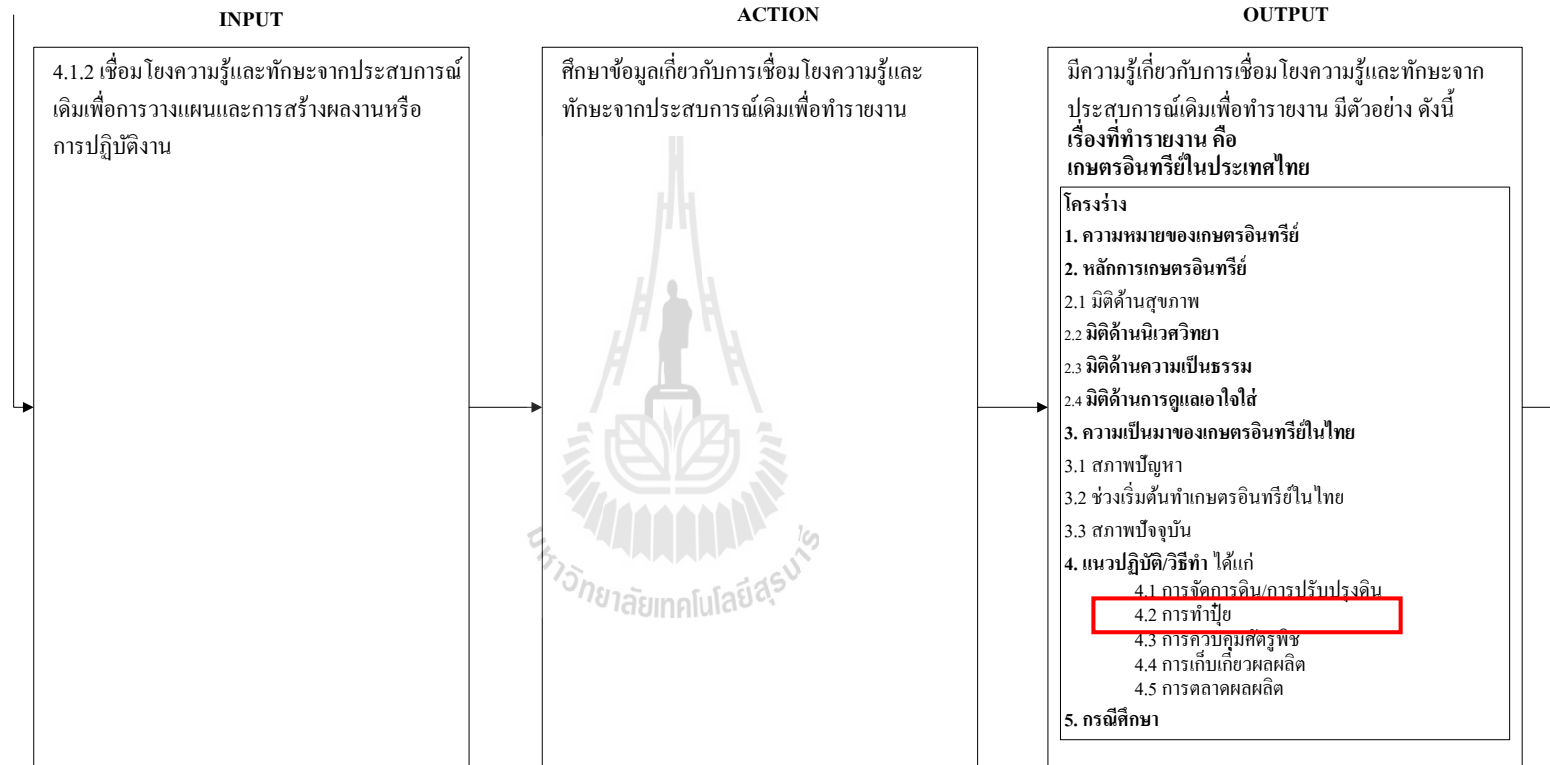 INPUT
4.1.2 เชื่อมโยงความรู้และทักษะจากประสบการณ์
เดิมเพื่อการวางแผนและการสร้างผลงานหรือ
การปฏิบัติงาน
ACTION
ศึกษาข้อมูลเกี่ยวกับการเชื่อมโยงความรู้และ
ทักษะจากประสบการณ์เดิมเพื่อทำรายงาน
มหาวิทยาลัยเทคโนโลยีสุรนารี
OUTPUT
มีความรู้เกี่ยวกับการเชื่อมโยงความรู้และทักษะจาก
ประสบการณ์เดิมเพื่อทำรายงาน มีตัวอย่าง ดังนี้
เรื่องที่ทำรายงาน คือ
เกษตรอินทรีย์ในประเทศไทย
โครงร่าง
1. ความหมายของเกษตรอินทรีย์
2. หลักการเกษตรอินทรีย์
2.1 มิติด้านสุขภาพ
2.2 มิติด้านนิเวศวิทยา
2.3 มิติด้านความเป็นธรรม
2.4 มิติด้านการดูแลเอาใจใส่
3. ความเป็นมาของเกษตรอินทรีย์ในไทย
3.1 สภาพปัญหา
3.2 ช่วงเริ่มต้นทำเกษตรอินทรีย์ในไทย
3.3 สภาพปัจจุบัน
4. แนวปฏิบัติ/วิธีทำ ได้แก่
4.1 การจัดการดิน/การปรับปรุงดิน
4.2 การทำปุ๋ย
4.3 การควบคุมศัตรูพืช
4.4 การเก็บเกี่ยวผลผลิต
4.5 การตลาดผลผลิต
5. กรณีศึกษา